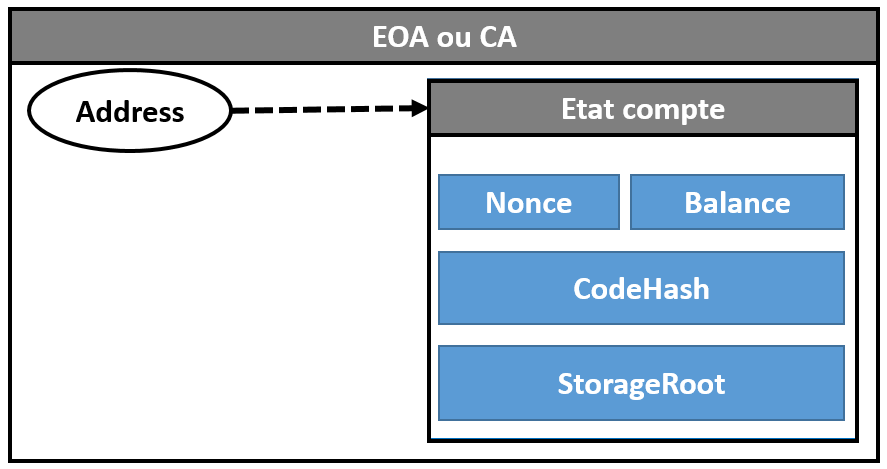 EOA ou CA
Address
Etat compte
Nonce
Balance
CodeHash
StorageRoot